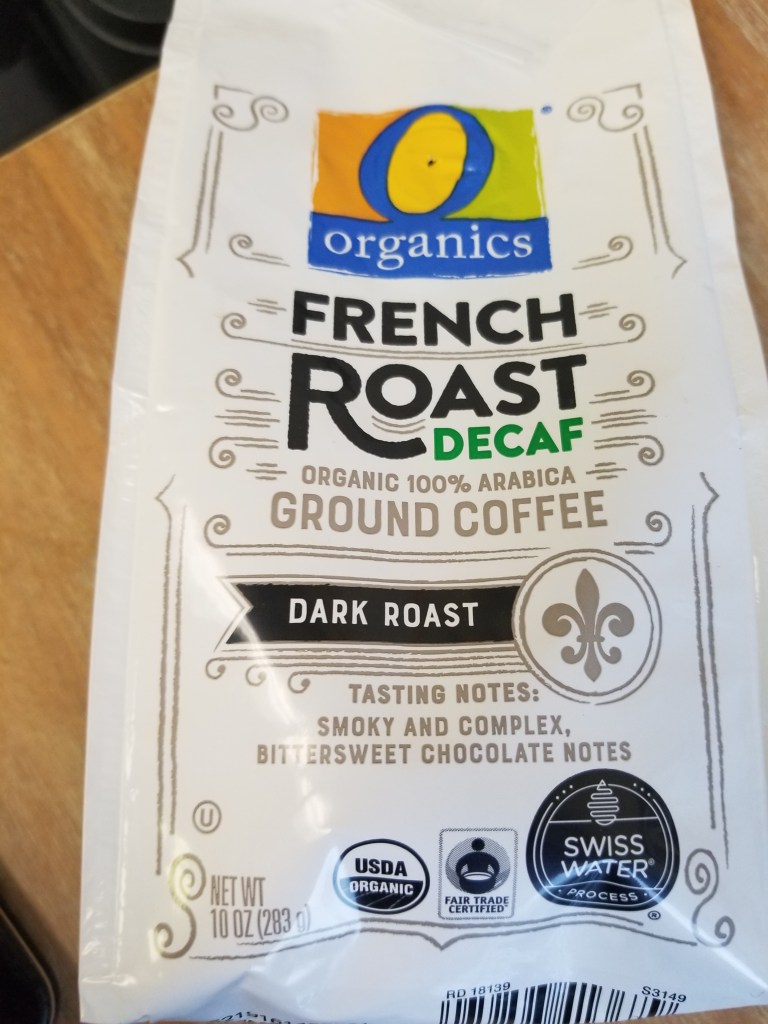 organics
FRENCH
ROAST
DECAF
ORGANIC 100% ARABICA
GROUND COFFEE
DARK ROAST
TASTING NOTES:
SMOKY AND COMPLEX,
BITTERSWEET CHOCOLATE NOTES
U
USDA
ORGANIC
FAIR TRADE
CERTIFIED
SWISS
WATER®
PROCESS
®
NET WT
10 OZ (283 g)
RD 18139
S3149